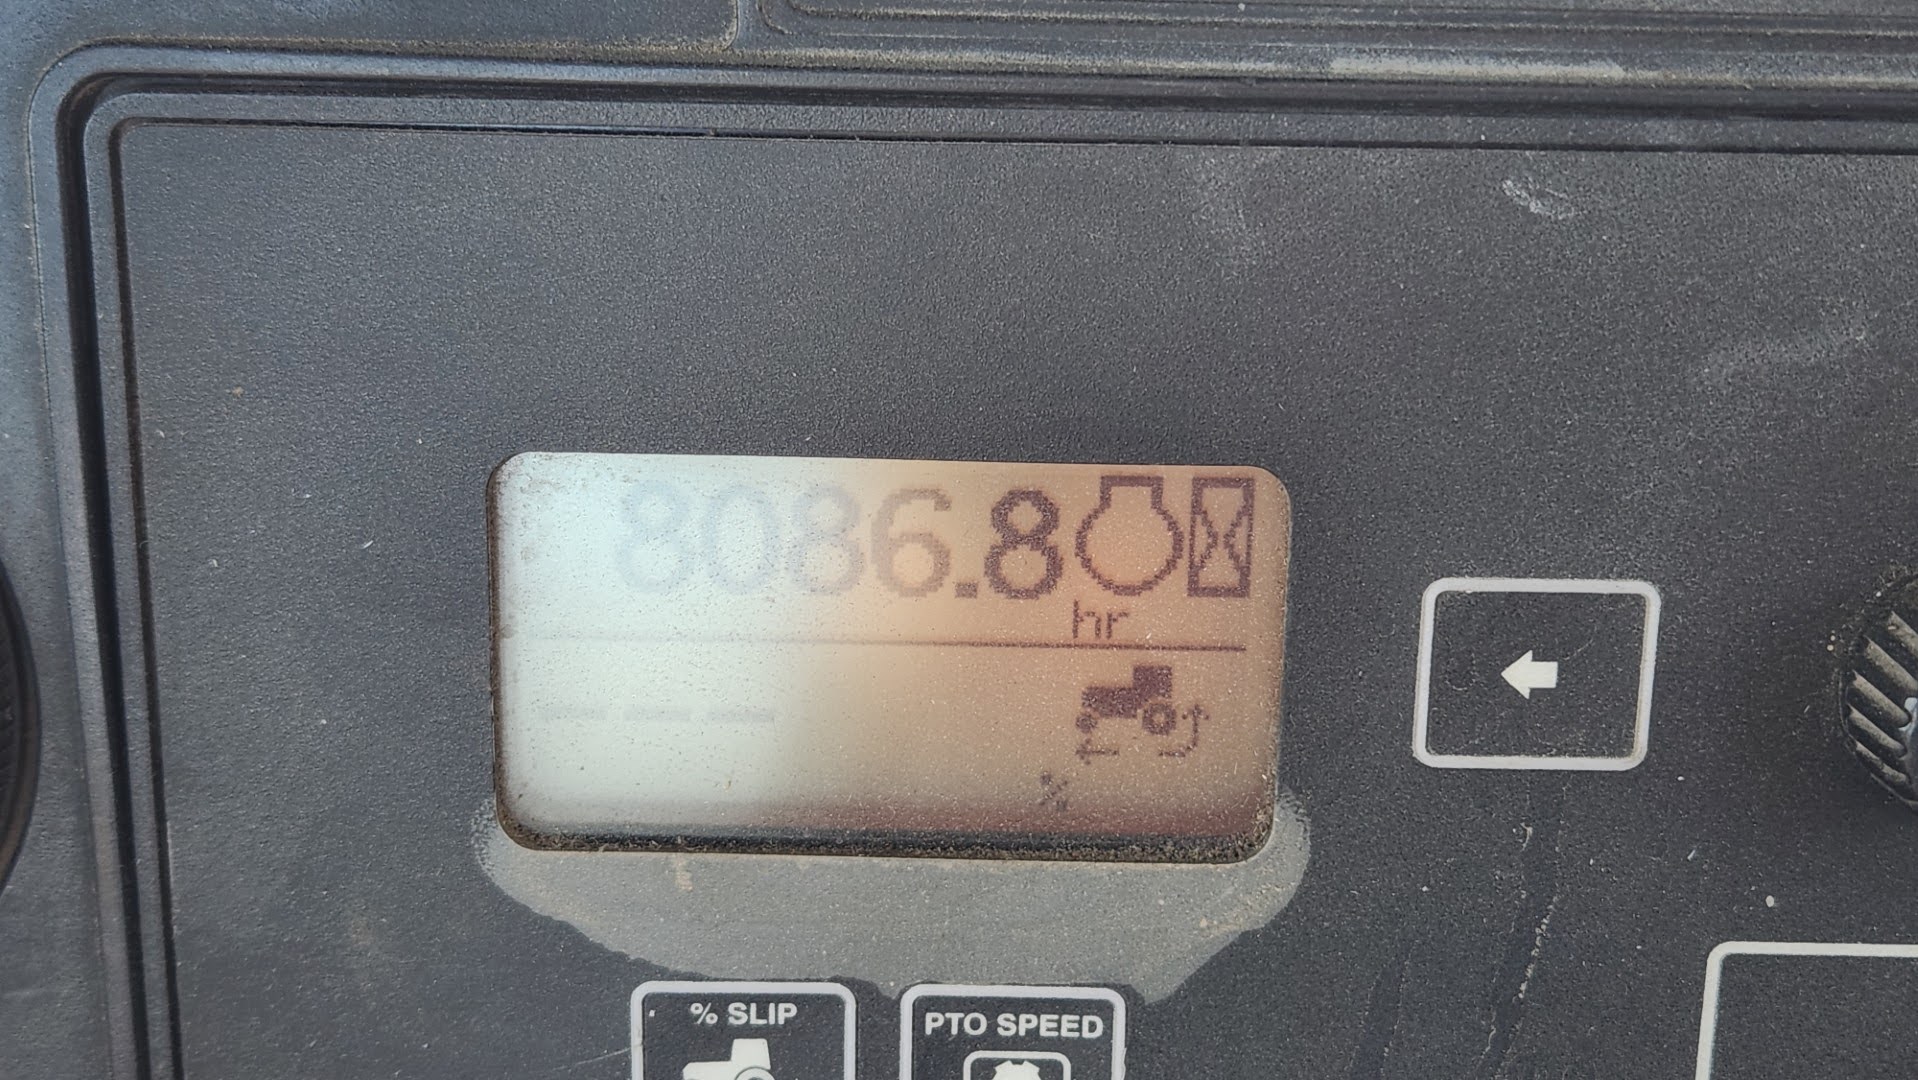 8086.8
hr
---
%
% SLIP
PTO SPEED